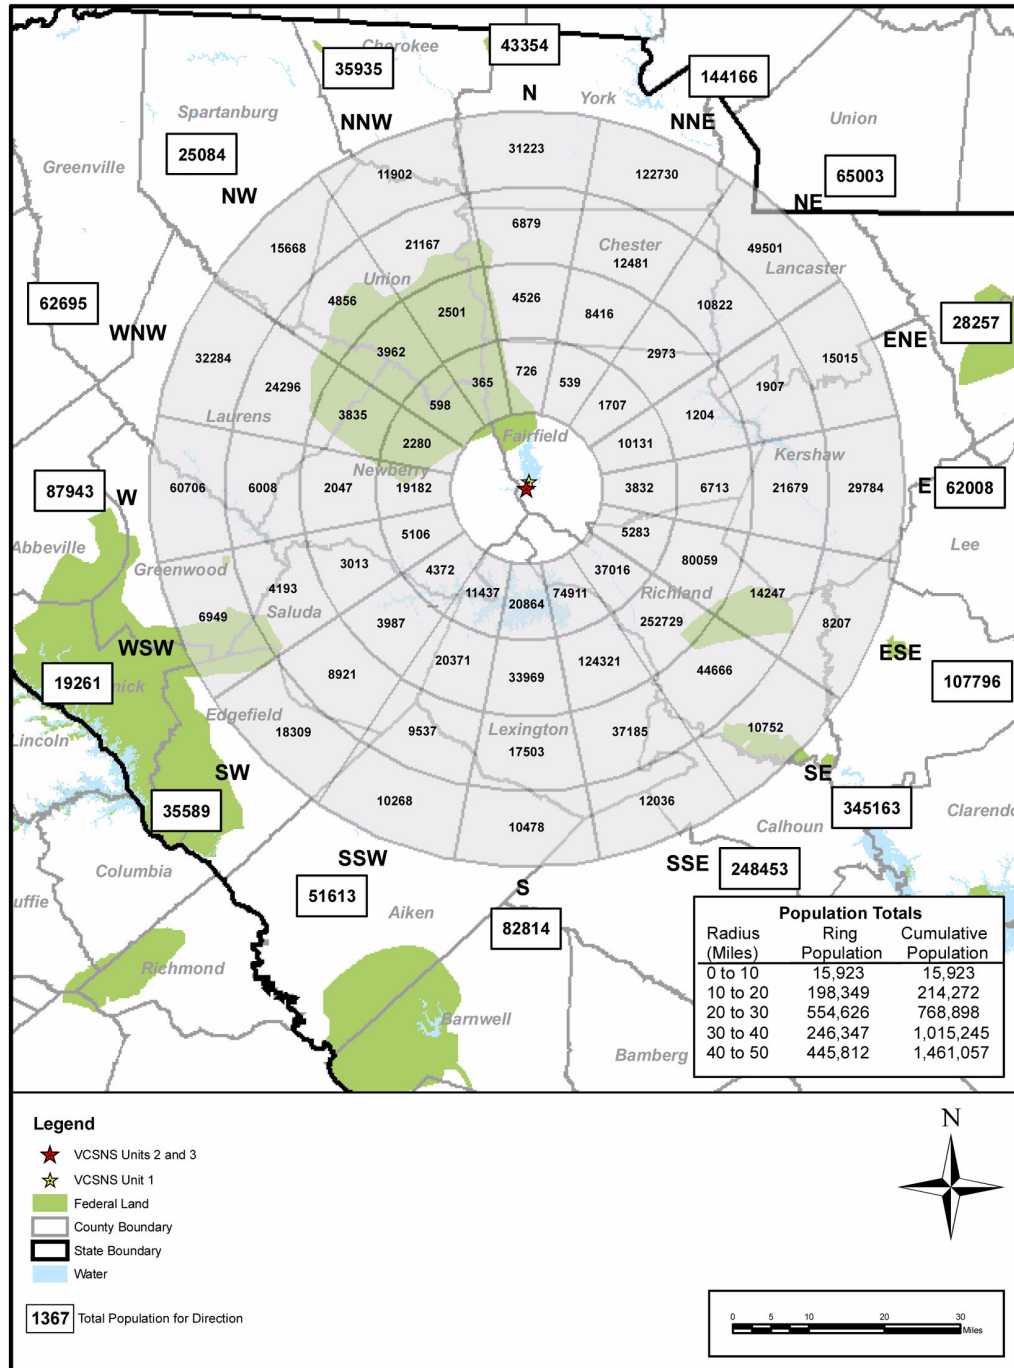 Cherokee
43354
35935
144166
N
York
Spartanburg
NNW
NNE
Union
25084
31223
Greenville
11902
122730
65003
NW
NE
6879
15668
21167
Chester
49501
12481
Lancaster
Union
62695
4856
4526
10822
28257
2501
8416
WNW
ENE
32284
3962
2973
15015
726
24296
365
539
1907
598
1707
1204
Laurens
3835
Fairfield
2280
10131
Kershaw
Newberry
87943
W
60706
6008
2047
19182
3832
6713
21679
29784
E
62008
5106
5283
Abbeville
Lee
Greenwood
3013
4372
37016
80059
4193
11437
20864
74911
Richland
14247
6949
Saluda
3987
252729
8207
WSW
ESE
20371
124321
19261
mick
8921
33969
44666
107796
Edgefield
Lincoln
18309
9537
Lexington
37185
10752
17503
SW
SE
35589
10268
12036
345163
10478
Calhoun
Clarendo
SSW
SSE
Columbia
S
248453
uffie
51613
Aiken
82814
Richmond
Barnwell
Bamberg
Population Totals
Radius Ring Cumulative
(Miles) Population Population
0 to 10 15,923 15,923
10 to 20 198,349 214,272
20 to 30 554,626 768,898
30 to 40 246,347 1,015,245
40 to 50 445,812 1,461,057
Legend
VCSNS Units 2 and 3
VCSNS Unit 1
Federal Land
County Boundary
State Boundary
Water
1367 Total Population for Direction
N
0 5 10 20 30
Miles